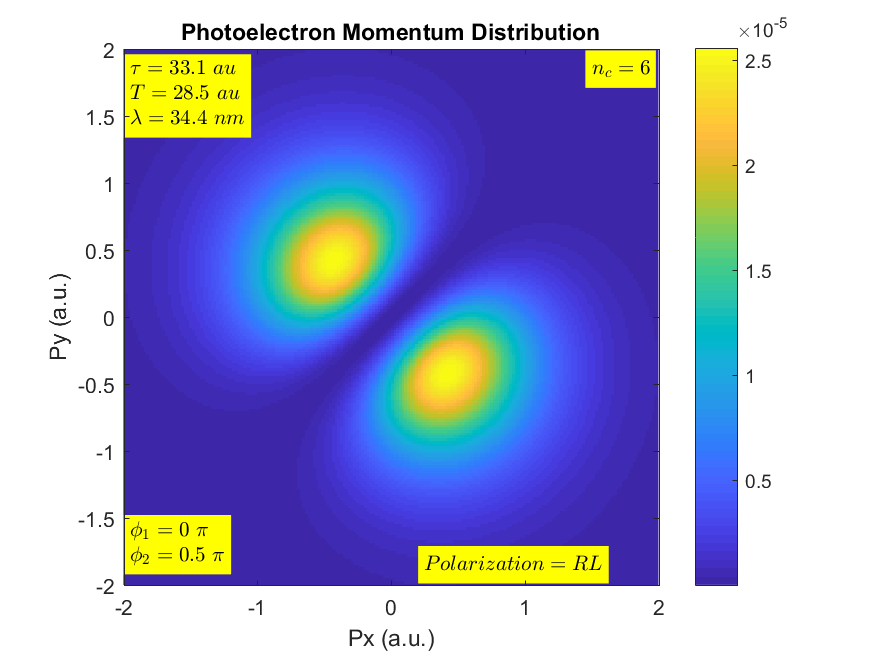 Photoelectron Momentum Distribution
×10⁻⁵
τ = 33.1 au
T = 28.5 au
λ = 34.4 nm
n_c = 6
2
1.5
1
0.5
0
-0.5
-1
-1.5
-2
Py (a.u.)
2.5
2
1.5
1
0.5
ϕ₁ = 0 π
ϕ₂ = 0.5 π
Polarization = RL
-2 -1 0 1 2
Px (a.u.)